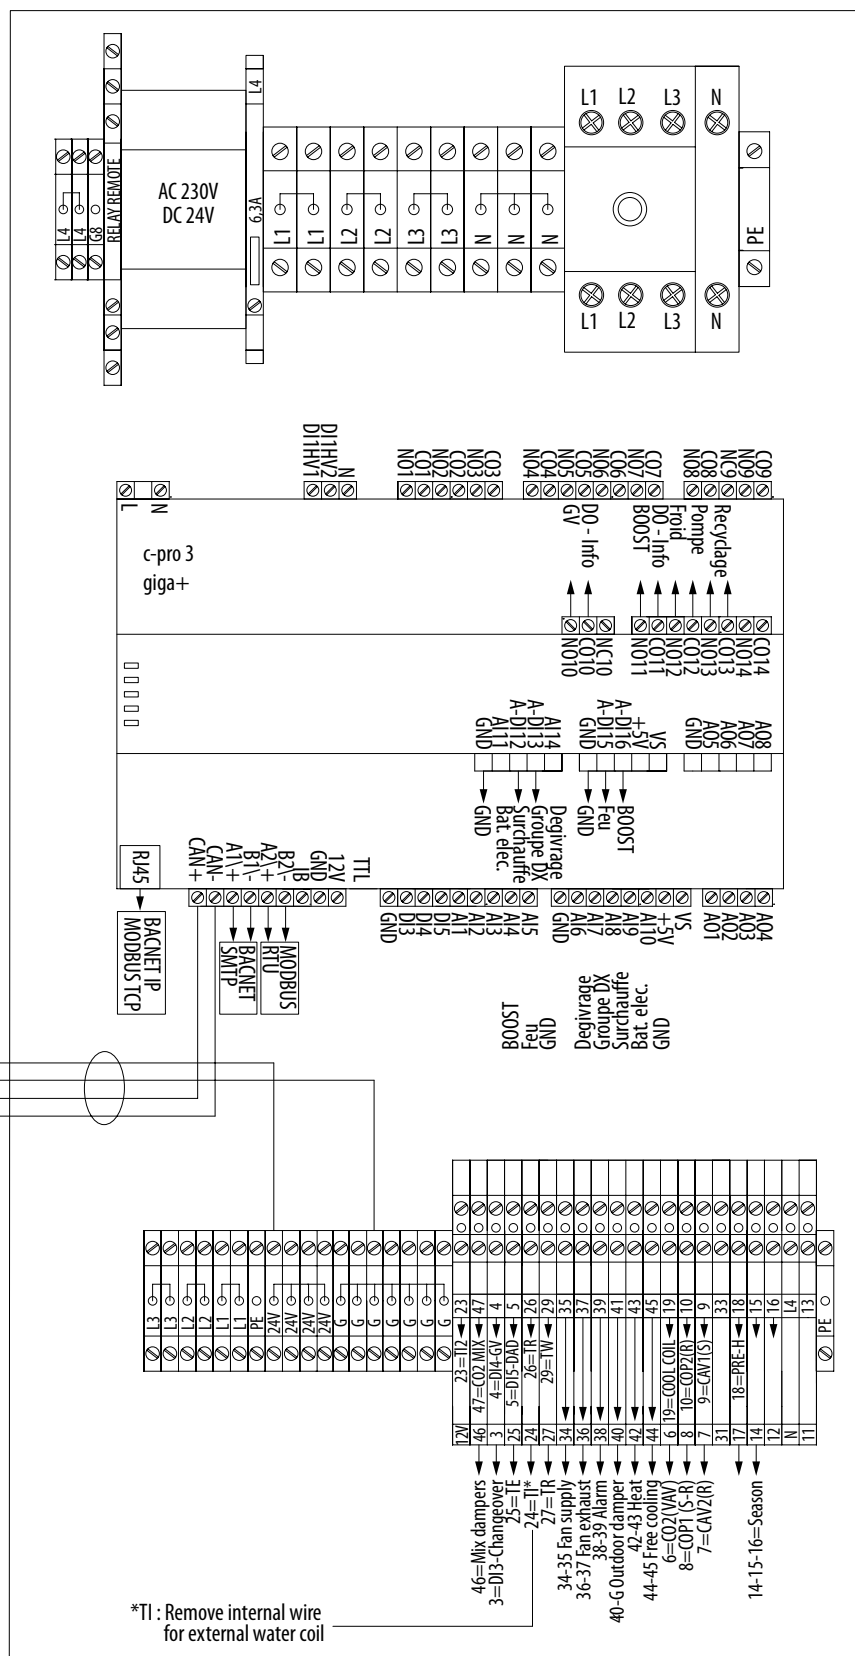 L4
L4
G8
RELAY REMOTE
AC 230V
DC 24V
L4
6,3A
L1
L1
L2
L2
L3
L3
N
N
N
L1 L2 L3 N
L1 L2 L3 N
PE
L
N
DI1HV1
DI1HV2
N
NO1
CO1
NO2
CO2
NO3
CO3
NO4
CO4
NO5
CO5
NO6
CO6
NO7
CO7
NO8
CO8
NC9
NO9
CO9
c-pro 3
giga+
GV
DO - Info
BOOST
DO - Info
Froid
Pompe
Recyclage
NO10
CO10
NC10
NO11
CO11
NO12
CO12
NO13
CO13
NO14
CO14
GND
AI11
A-DI12
A-DI13
AI14
GND
A-DI15
A-DI16
+5V
VS
GND
AO5
AO6
AO7
AO8
GND
Bat. elec.
Surchauffe
Groupe DX
Degivrage
GND
Feu
BOOST
RJ45
CAN+
CAN-
A1\+
B1\-
A2\+
B2\-
IB
GND
12V
TTL
GND
DI3
DI4
DI5
AI1
AI2
AI3
AI4
AI5
GND
AI6
AI7
AI8
AI9
AI10
+5V
VS
AO1
AO2
AO3
AO4
MODBUS TCP
BACNET IP
SMTP
BACNET
RTU
MODBUS
BOOST
Feu
GND
Degivrage
Groupe DX
Surchauffe
Bat. elec.
GND
L3
L3
L2
L2
L1
L1
PE
24V
24V
24V
24V
G
G
G
G
G
G
G
23
47
4
5
26
29
35
37
39
41
43
45
19
10
9
33
18
15
16
L4
13
PE
23=TI2
47=CO2 MIX
4=DI4-GV
5=DI5-DAD
26=TR
29=TW
19=COOL COIL
10=COP2(R)
9=CAV1(S)
18=PRE-H
12V
46
3
25
24
27
34
36
38
40
42
44
6
8
7
31
17
14
12
N
11
46=Mix dampers
3=DI3-Changeover
25=TE
24=TI*
27=TR
34-35 Fan supply
36-37 Fan exhaust
38-39 Alarm
40-G Outdoor damper
42-43 Heat
44-45 Free cooling
6=CO2(VAV)
8=COP1 (S-R)
7=CAV2(R)
14-15-16=Season
*TI : Remove internal wire
for external water coil